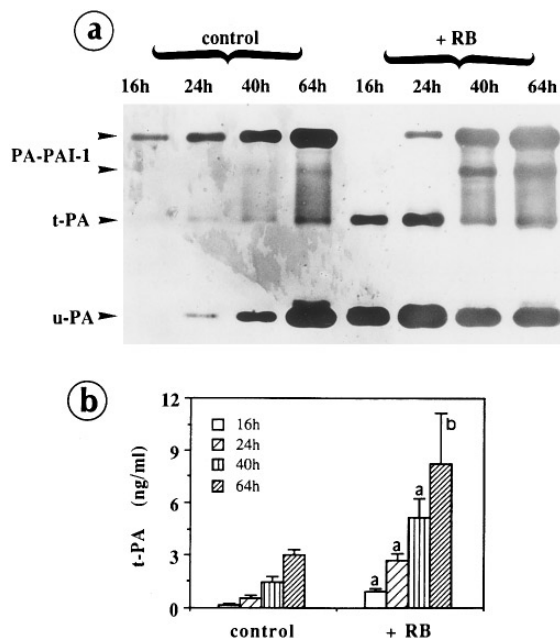 a
control + RB
16h 24h 40h 64h 16h 24h 40h 64h
PA-PAI-1
t-PA
u-PA
b
12
9
6
3
0
t-PA
(ng/ml)
16h
24h
40h
64h
a
a
a
b
control + RB